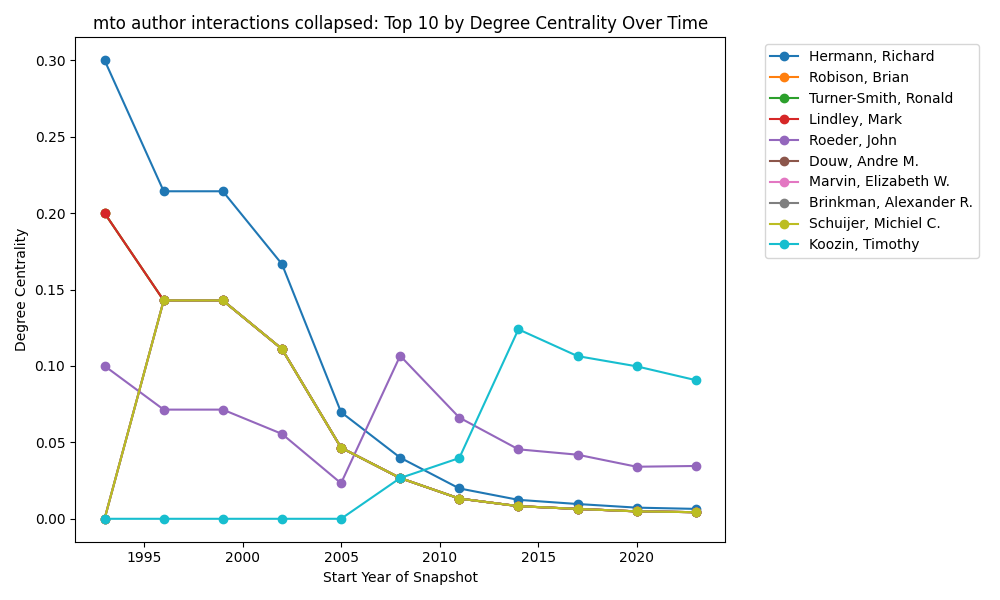 mto author interactions collapsed: Top 10 by Degree Centrality Over Time
Degree Centrality
0.30
0.25
0.20
0.15
0.10
0.05
0.00
1995 2000 2005 2010 2015 2020
Start Year of Snapshot
Hermann, Richard
Robison, Brian
Turner-Smith, Ronald
Lindley, Mark
Roeder, John
Douw, Andre M.
Marvin, Elizabeth W.
Brinkman, Alexander R.
Schuijer, Michiel C.
Koozin, Timothy